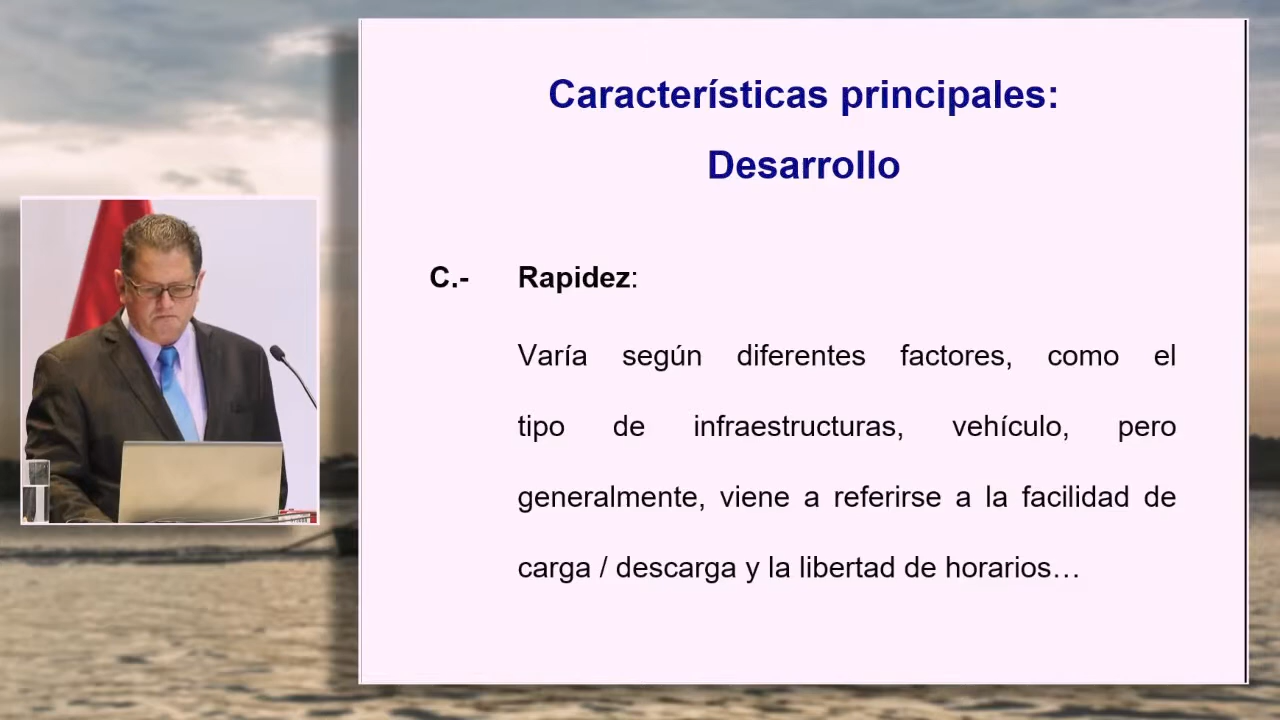 Características principales:
Desarrollo
C.- Rapidez:
Varía según diferentes factores, como el
tipo de infraestructuras, vehículo, pero
generalmente, viene a referirse a la facilidad de
carga / descarga y la libertad de horarios…